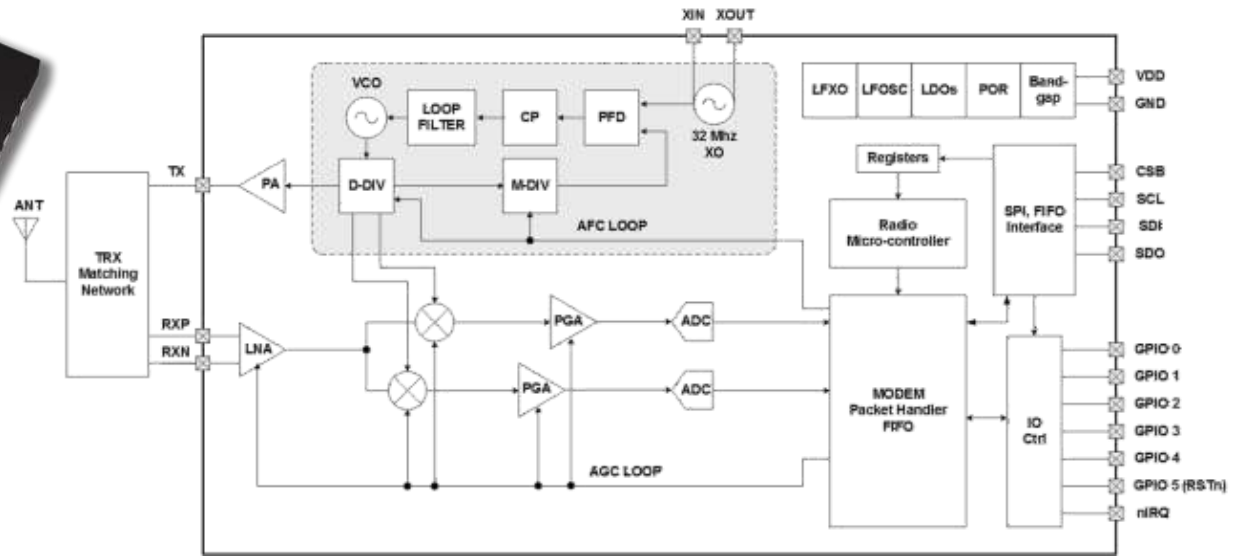 XIN XOUT
VCO
LOOP
FILTER
CP
PFD
32 Mhz
XO
LFXO
LFOSC
LDOs
POR
Band-
gap
VDD
GND
TX
PA
D-DIV
M-DIV
AFC LOOP
Registers
Radio
Micro-controller
SPI, FIFO
Interface
CSB
SCL
SDI
SDO
ANT
TRX
Matching
Network
RXP
RXN
LNA
PGA
ADC
PGA
ADC
MODEM
Packet Handler
FIFO
IO
Ctrl
GPIO 0
GPIO 1
GPIO 2
GPIO 3
GPIO 4
GPIO 5 (RSTn)
nIRQ
AGC LOOP